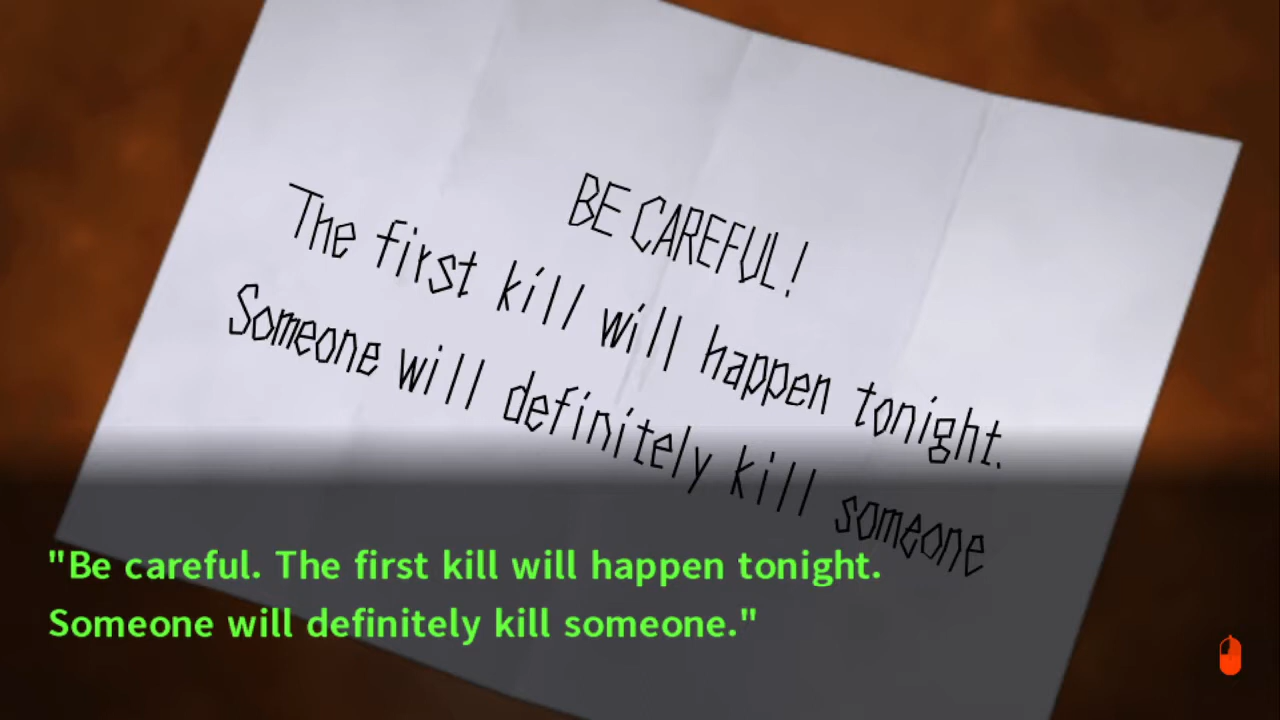 BE CAREFUL!
The first kill will happen tonight.
Someone will definitely kill someone
"Be careful. The first kill will happen tonight.
Someone will definitely kill someone."